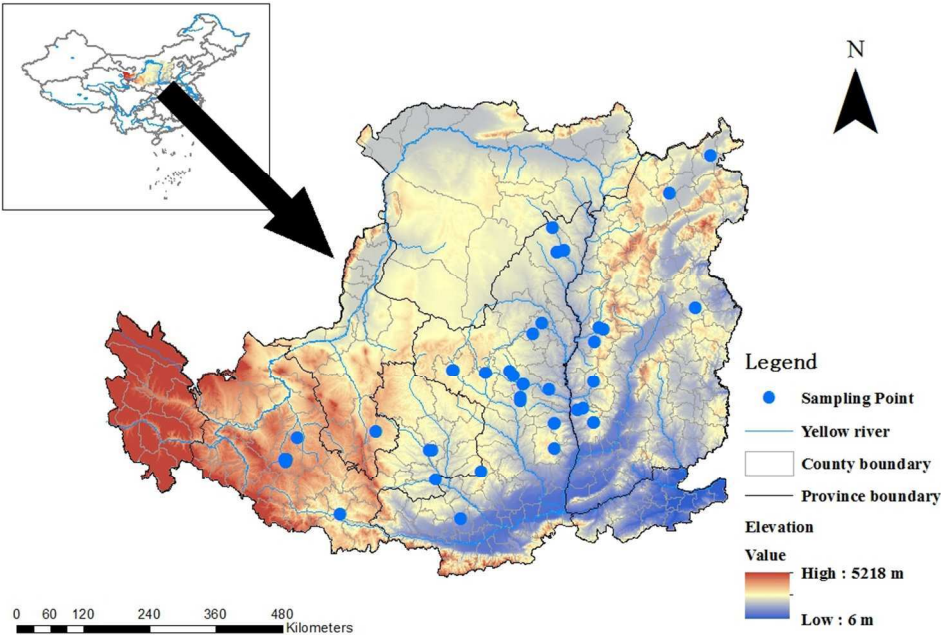 N
Legend
Sampling Point
Yellow river
County boundary
Province boundary
Elevation
Value
High : 5218 m
Low : 6 m
0 30 60 120 240 360 480
Kilometers